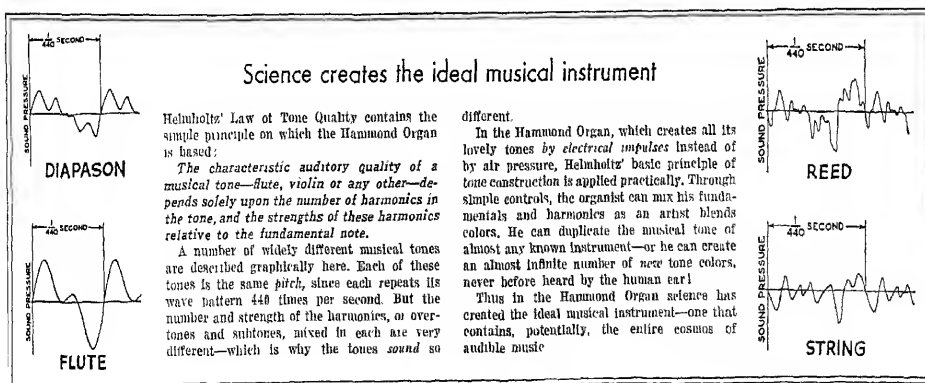 Science creates the ideal musical instrument
1/440 SECOND
SOUND PRESSURE
DIAPASON
1/440 SECOND
SOUND PRESSURE
FLUTE
Helmholtz' Law of Tone Quality contains the
simple principle on which the Hammond Organ
is based:
The characteristic auditory quality of a
musical tone—flute, violin or any other—de-
pends solely upon the number of harmonics in
the tone, and the strengths of these harmonics
relative to the fundamental note.
A number of widely different musical tones
are described graphically here. Each of these
tones is the same pitch, since each repeats its
wave pattern 440 times per second. But the
number and strength of the harmonics, or over-
tones and subtones, mixed in each are very
different—which is why the tones sound so
different.
In the Hammond Organ, which creates all its
lovely tones by electrical impulses instead of
by air pressure, Helmholtz' basic principle of
tone construction is applied practically. Through
simple controls, the organist can mix his funda-
mentals and harmonics as an artist blends
colors. He can duplicate the musical tone of
almost any known instrument—or he can create
an almost infinite number of new tone colors,
never before heard by the human ear!
Thus in the Hammond Organ science has
created the ideal musical instrument—one that
contains, potentially, the entire cosmos of
audible music
1/440 SECOND
SOUND PRESSURE
REED
1/440 SECOND
SOUND PRESSURE
STRING